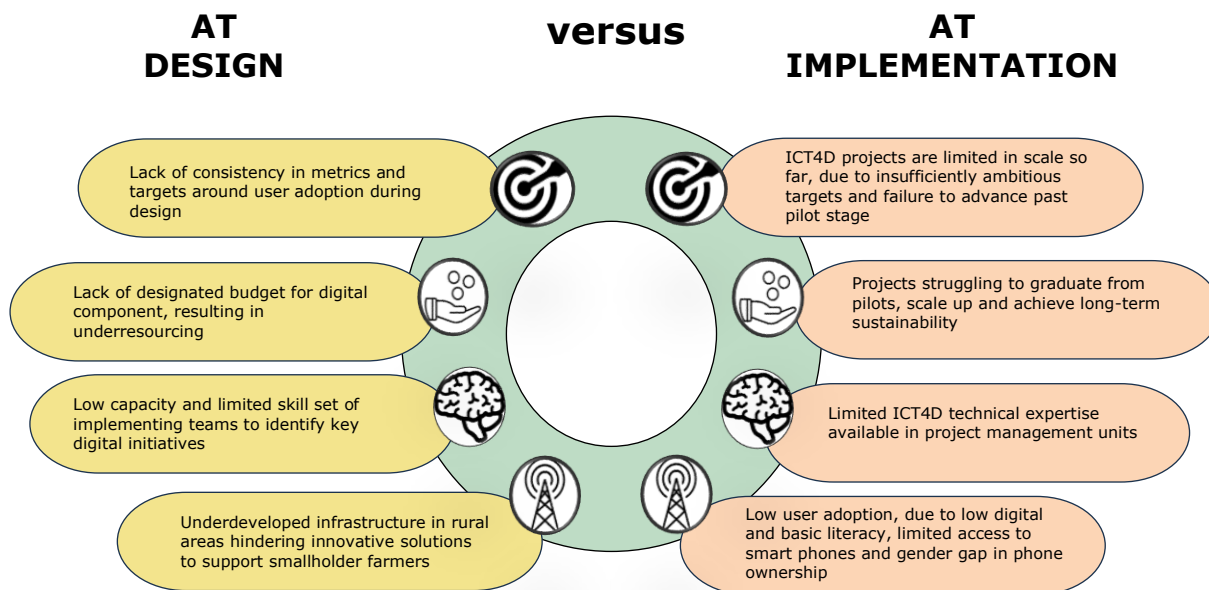 AT
DESIGN
versus
AT
IMPLEMENTATION
Lack of consistency in metrics and
targets around user adoption during
design
Lack of designated budget for digital
component, resulting in
underresourcing
Low capacity and limited skill set of
implementing teams to identify key
digital initiatives
Underdeveloped infrastructure in rural
areas hindering innovative solutions
to support smallholder farmers
ICT4D projects are limited in scale so
far, due to insufficiently ambitious
targets and failure to advance past
pilot stage
Projects struggling to graduate from
pilots, scale up and achieve long-term
sustainability
Limited ICT4D technical expertise
available in project management units
Low user adoption, due to low digital
and basic literacy, limited access to
smart phones and gender gap in phone
ownership